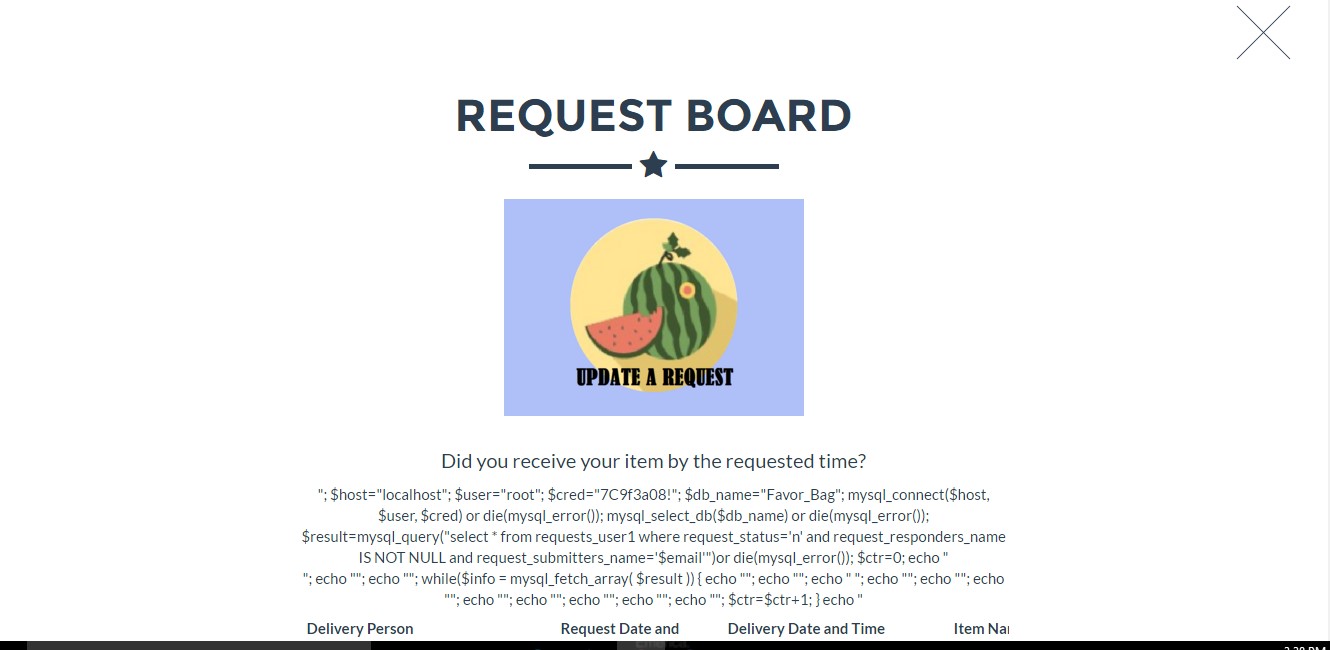 REQUEST BOARD
UPDATE A REQUEST
Did you receive your item by the requested time?
"; $host="localhost"; $user="root"; $cred="7C9f3a08!"; $db_name="Favor_Bag"; mysql_connect($host,
$user, $cred) or die(mysql_error()); mysql_select_db($db_name) or die(mysql_error());
$result=mysql_query("select * from requests_user1 where request_status='n' and request_responders_name
IS NOT NULL and request_submitters_name='$email'")or die(mysql_error()); $ctr=0; echo "
"; echo ""; echo ""; while($info = mysql_fetch_array( $result )) { echo ""; echo ""; echo " "; echo ""; echo ""; echo
""; echo ""; echo ""; echo ""; echo ""; echo ""; $ctr=$ctr+1; } echo "
Delivery Person Request Date and Delivery Date and Time Item Nar